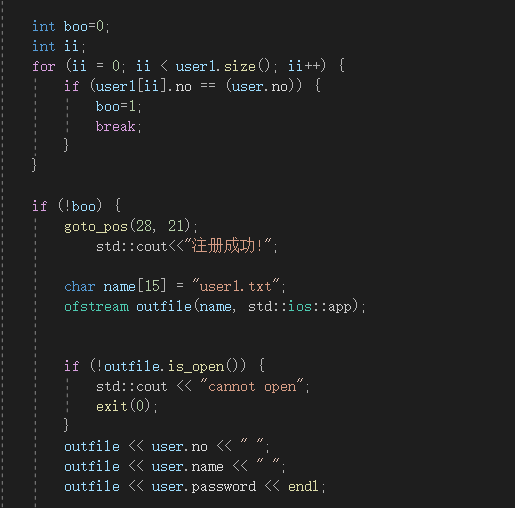 int boo=0;
int ii;
for (ii = 0; ii < user1.size(); ii++) {
if (user1[ii].no == (user.no)) {
boo=1;
break;
}
}
if (!boo) {
goto_pos(28, 21);
std::cout<<"注册成功!";
char name[15] = "user1.txt";
ofstream outfile(name, std::ios::app);
if (!outfile.is_open()) {
std::cout << "cannot open";
exit(0);
}
outfile << user.no << " ";
outfile << user.name << " ";
outfile << user.password << endl;